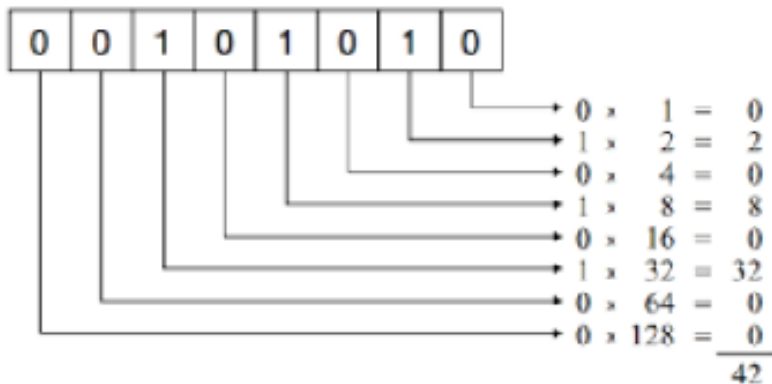 0 0 1 0 1 0 1 0
0 × 1 = 0
1 × 2 = 2
0 × 4 = 0
1 × 8 = 8
0 × 16 = 0
1 × 32 = 32
0 × 64 = 0
0 × 128 = 0
42